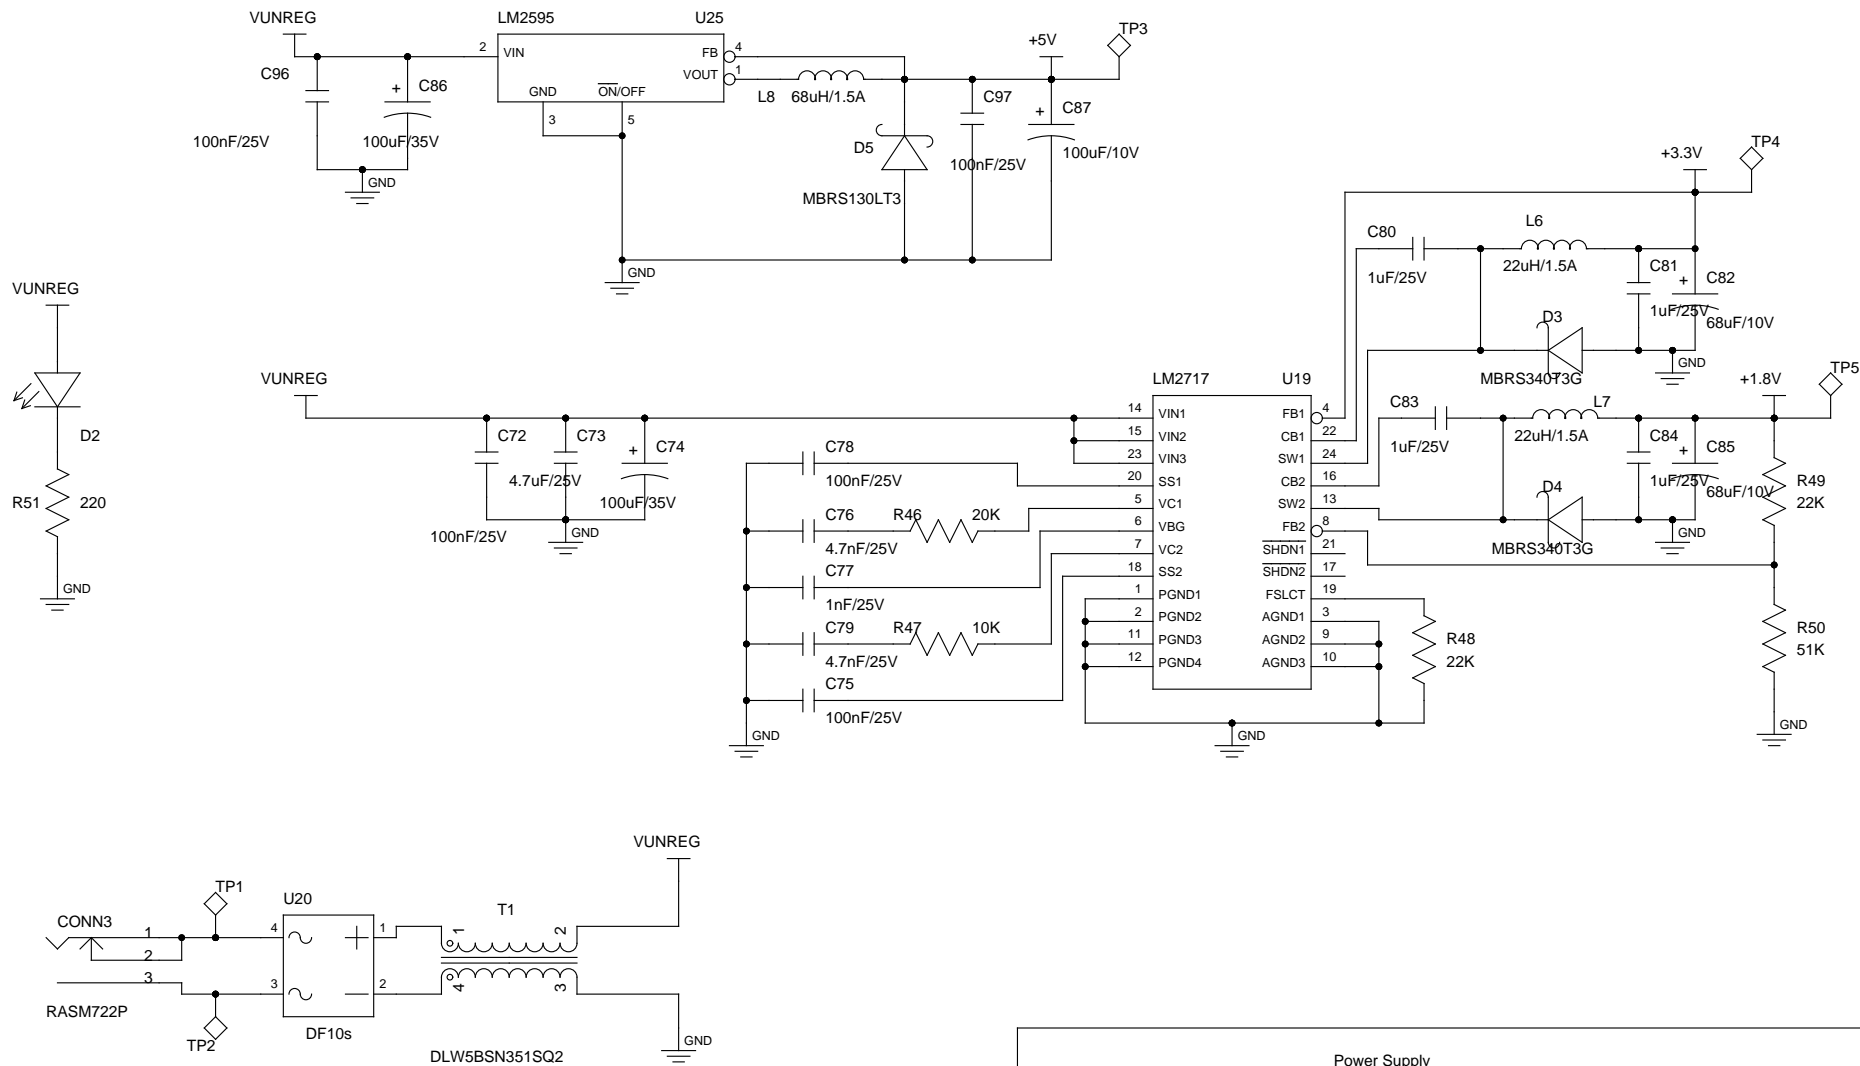 VUNREG
LM2595 U25
2 VIN
FB 4
VOUT 1
GND
ON/OFF
3
5
C96
100nF/25V
+ C86
100uF/35V
GND
L8 68uH/1.5A
D5
MBRS130LT3
C97
100nF/25V
+5V
TP3
+ C87
100uF/10V
GND
VUNREG
D2
R51 220
GND
VUNREG
C72
100nF/25V
C73
4.7uF/25V
+ C74
100uF/35V
GND
C78
100nF/25V
C76
4.7nF/25V
R46 20K
C77
1nF/25V
C79
4.7nF/25V
R47 10K
C75
100nF/25V
GND
LM2717 U19
14 VIN1 FB1 4
15 VIN2 CB1 22
23 VIN3 SW1 24
20 SS1 CB2 16
5 VC1 SW2 13
6 VBG FB2 8
7 VC2 SHDN1 21
18 SS2 SHDN2 17
1 PGND1 FSLCT 19
2 PGND2 AGND1 3
11 PGND3 AGND2 9
12 PGND4 AGND3 10
GND
R48
22K
+3.3V
TP4
C80
1uF/25V
L6
22uH/1.5A
C81
1uF/25V
+ C82
68uF/10V
D3
MBRS340T3G
GND
+1.8V
TP5
C83
1uF/25V
L7
22uH/1.5A
C84
1uF/25V
+ C85
68uF/10V
D4
MBRS340T3G
GND
R49
22K
R50
51K
GND
CONN3
1
2
3
RASM722P
TP1
TP2
U20
4
3
1
2
DF10s
T1
1 2
4 3
DLW5BSN351SQ2
VUNREG
GND
Power Supply